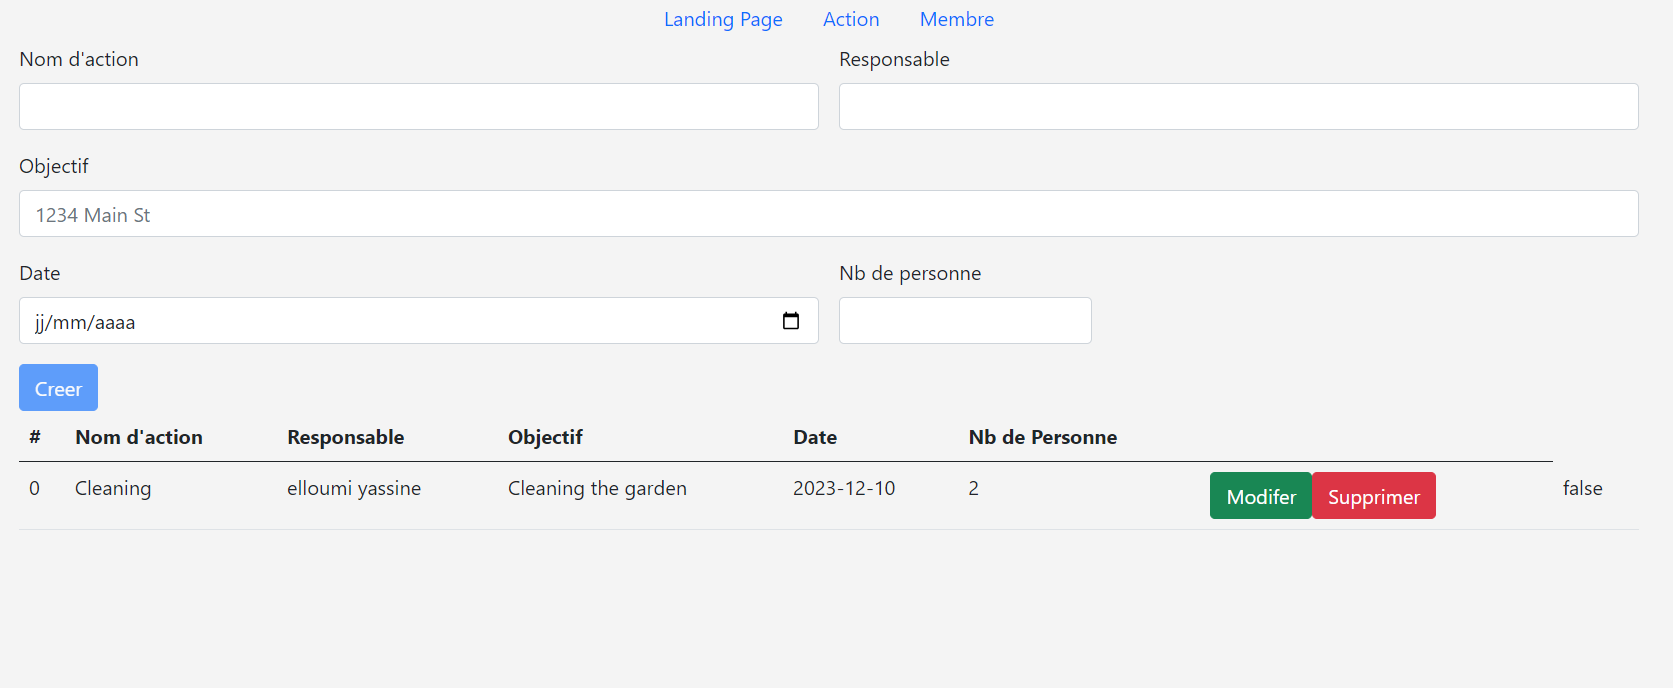 Landing Page Action Membre
Nom d'action Responsable
Objectif
1234 Main St
Date Nb de personne
jj/mm/aaaa
Creer
# Nom d'action Responsable Objectif Date Nb de Personne
0 Cleaning elloumi yassine Cleaning the garden 2023-12-10 2 Modifer Supprimer false